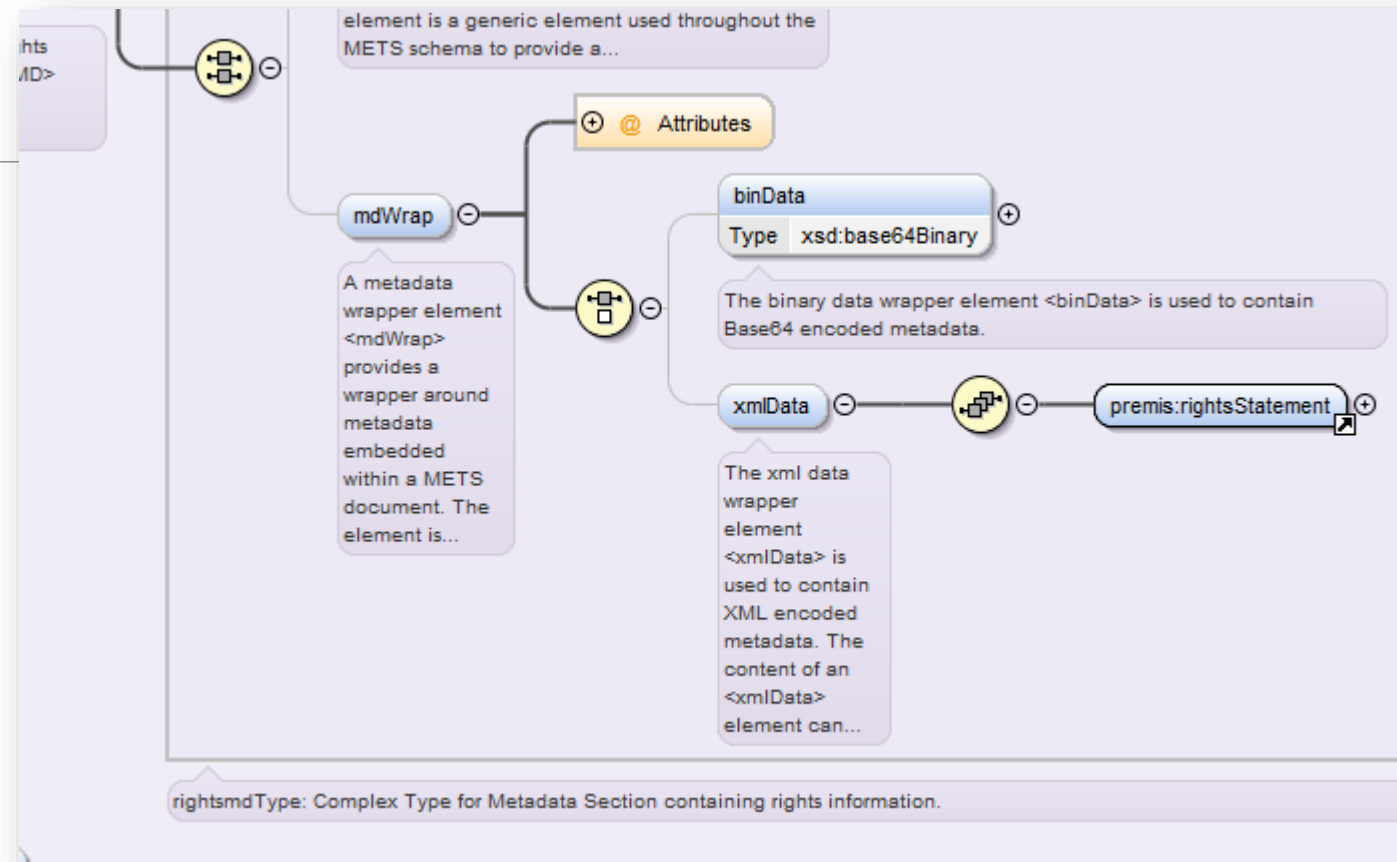 element is a generic element used throughout the
METS schema to provide a...
hts
MD>
@ Attributes
mdWrap
binData
Type xsd:base64Binary
A metadata
wrapper element
<mdWrap>
provides a
wrapper around
metadata
embedded
within a METS
document. The
element is...
The binary data wrapper element <binData> is used to contain
Base64 encoded metadata.
xmlData
premis:rightsStatement
The xml data
wrapper
element
<xmlData> is
used to contain
XML encoded
metadata. The
content of an
<xmlData>
element can...
rightsmdType: Complex Type for Metadata Section containing rights information.